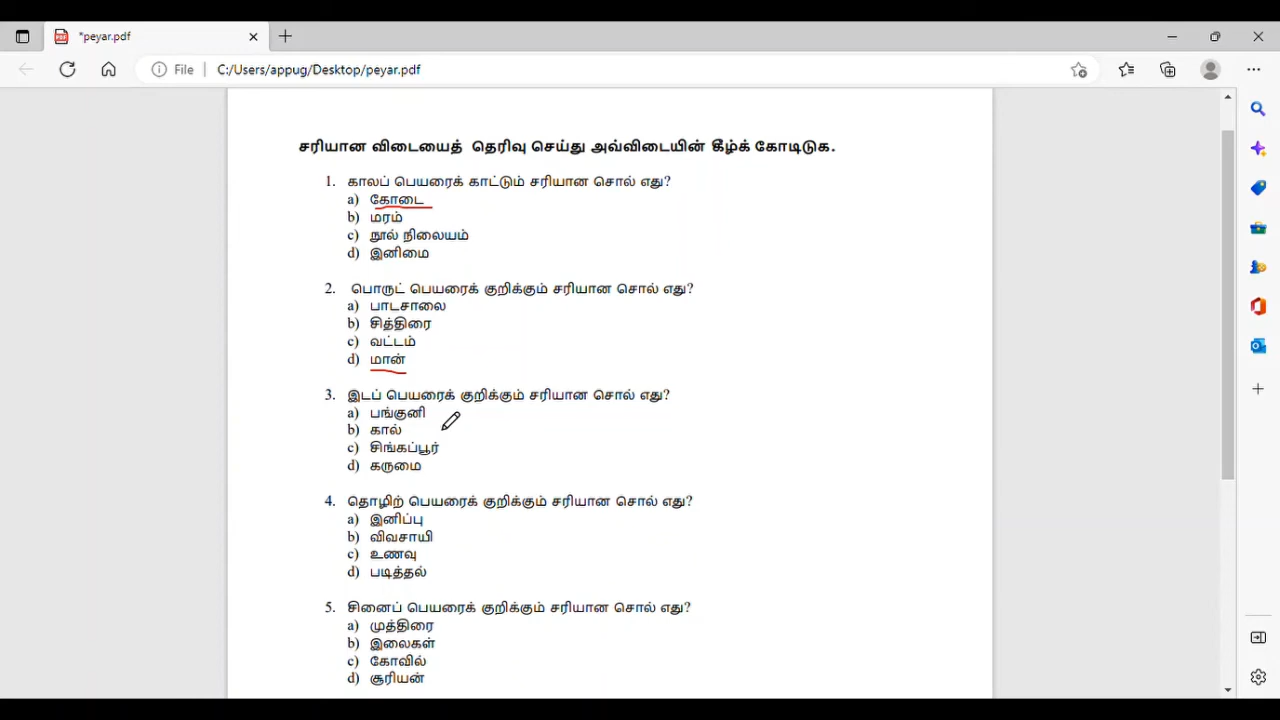 *peyar.pdf
File C:/Users/appug/Desktop/peyar.pdf
சரியான விடையைத் தெரிவு செய்து அவ்விடையின் கீழ்க் கோடிடுக.
1. காலப் பெயரைக் காட்டும் சரியான சொல் எது?
a) கோடை
b) மரம்
c) நூல் நிலையம்
d) இனிமை
2. பொருட் பெயரைக் குறிக்கும் சரியான சொல் எது?
a) பாடசாலை
b) சித்திரை
c) வட்டம்
d) மான்
3. இடப் பெயரைக் குறிக்கும் சரியான சொல் எது?
a) பங்குனி
b) கால்
c) சிங்கப்பூர்
d) கருமை
4. தொழிற் பெயரைக் குறிக்கும் சரியான சொல் எது?
a) இனிப்பு
b) விவசாயி
c) உணவு
d) படித்தல்
5. சினைப் பெயரைக் குறிக்கும் சரியான சொல் எது?
a) முத்திரை
b) இலைகள்
c) கோவில்
d) சூரியன்